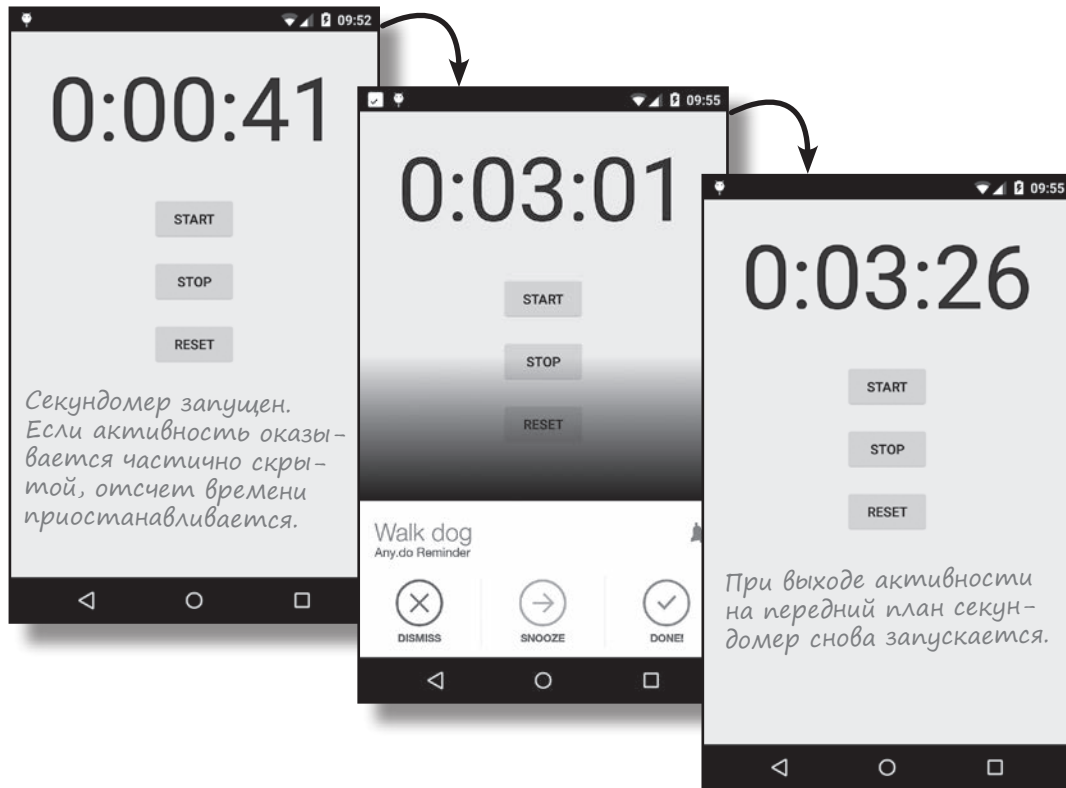 09:52
0:00:41
START
STOP
RESET
Секундомер запущен.
Если активность оказы-
вается частично скры-
той, отсчет времени
приостанавливается.
09:55
0:03:01
START
STOP
RESET
Walk dog
Any.do Reminder
DISMISS
SNOOZE
DONE!
09:55
0:03:26
START
STOP
RESET
При выходе активности
на передний план секун-
домер снова запускается.